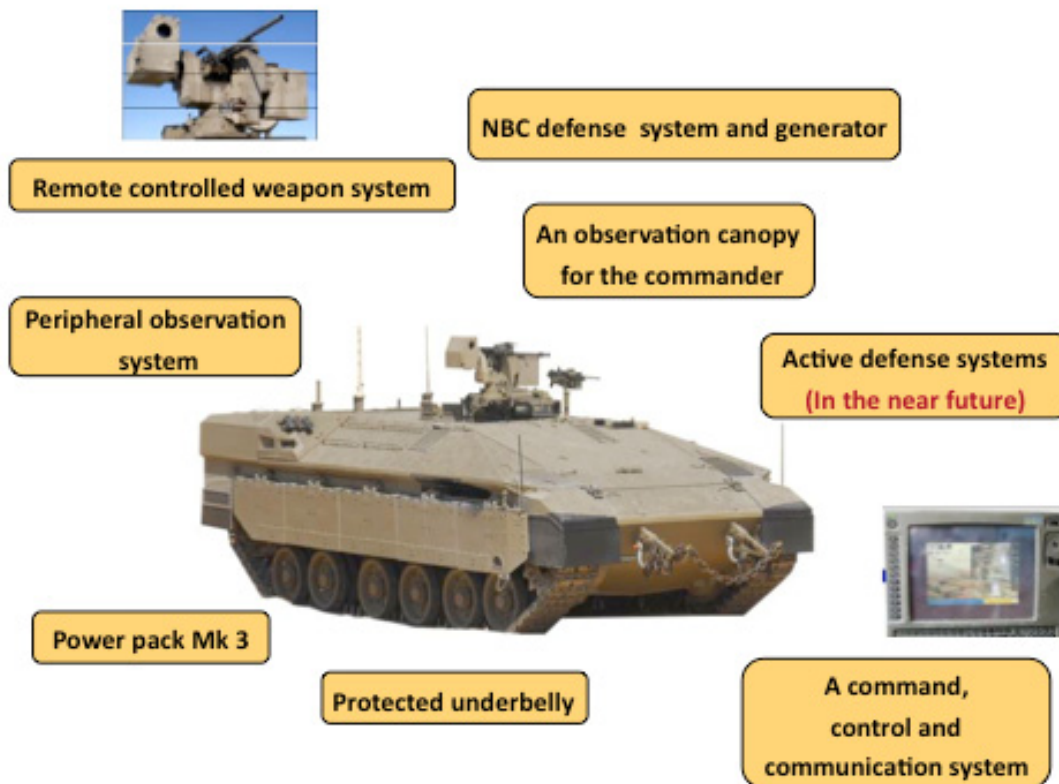 NBC defense system and generator
Remote controlled weapon system
An observation canopy
for the commander
Peripheral observation
system
Active defense systems
(In the near future)
Power pack Mk 3
Protected underbelly
A command,
control and
communication system